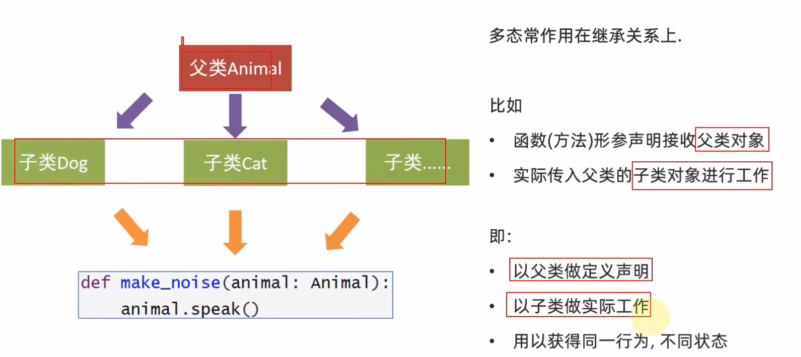 父类Animal
子类Dog
子类Cat
子类......
def make_noise(animal: Animal):
animal.speak()
多态常作用在继承关系上.
比如
• 函数(方法)形参声明接收父类对象
• 实际传入父类的子类对象进行工作
即:
• 以父类做定义声明
• 以子类做实际工作
• 用以获得同一行为, 不同状态